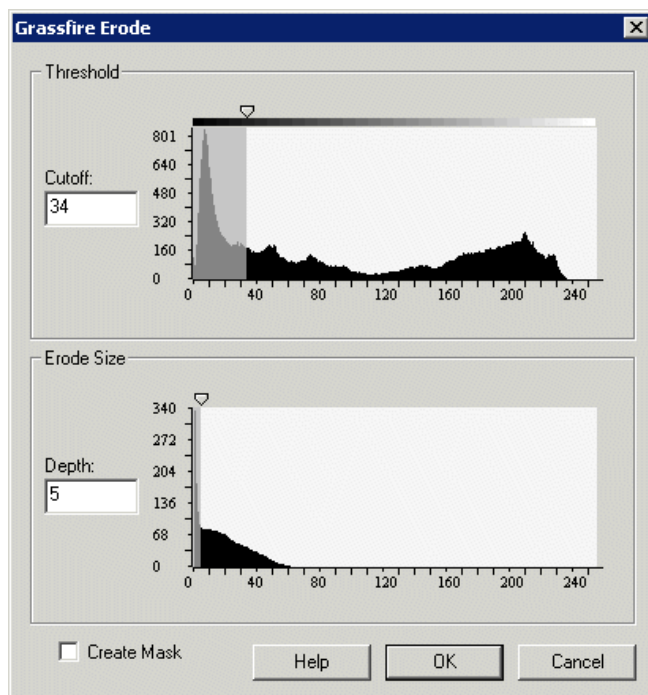 Grassfire Erode
Threshold
Cutoff:
34
801
640
480
320
160
0
0 40 80 120 160 200 240
Erode Size
Depth:
5
340
272
204
136
68
0
0 40 80 120 160 200 240
Create Mask
Help
OK
Cancel